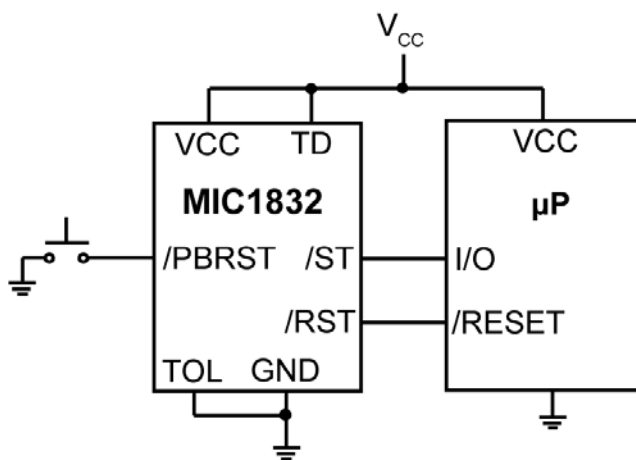 VCC
VCC TD
VCC
MIC1832
µP
/PBRST /ST
I/O
/RST
/RESET
TOL GND